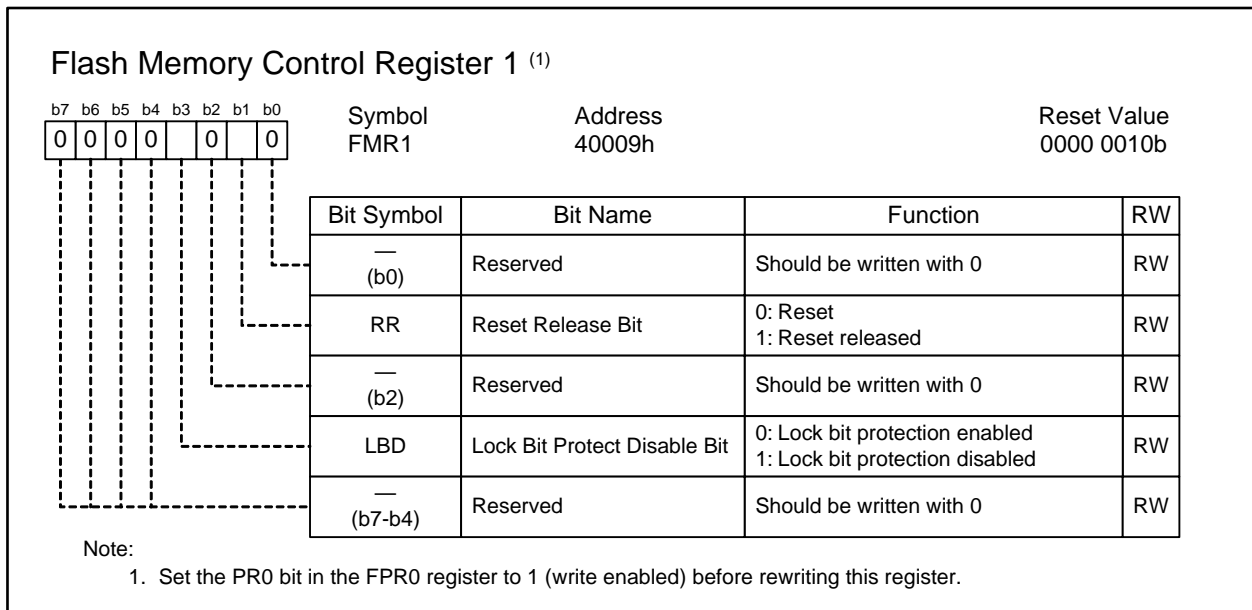 Flash Memory Control Register 1 (1)
b7 b6 b5 b4 b3 b2 b1 b0
0 0 0 0 0 0
Symbol Address Reset Value
FMR1 40009h 0000 0010b
Bit Symbol Bit Name Function RW
— (b0) Reserved Should be written with 0 RW
RR Reset Release Bit 0: Reset
1: Reset released RW
— (b2) Reserved Should be written with 0 RW
LBD Lock Bit Protect Disable Bit 0: Lock bit protection enabled
1: Lock bit protection disabled RW
— (b7-b4) Reserved Should be written with 0 RW
Note:
1. Set the PR0 bit in the FPR0 register to 1 (write enabled) before rewriting this register.